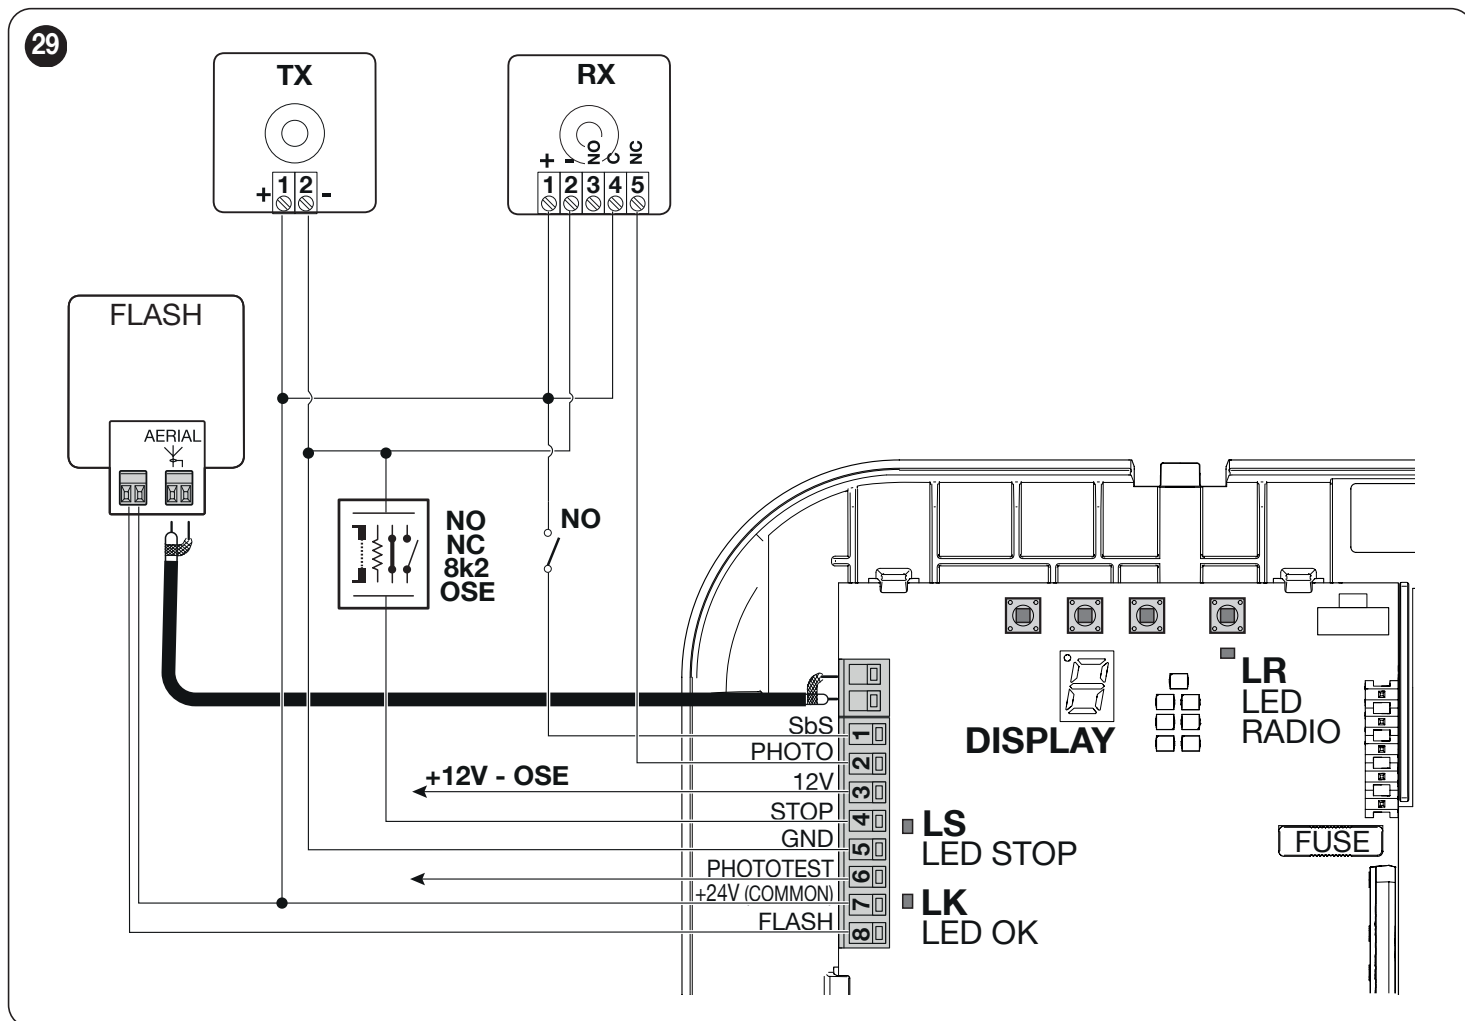 29
TX
+ 1 2 -
RX
+ - NO C NC
1 2 3 4 5
FLASH
AERIAL
NO
NC
8k2
OSE
NO
SbS 1
PHOTO 2
+12V - OSE
12V 3
STOP 4
GND 5
PHOTOTEST 6
+24V (COMMON) 7
FLASH 8
DISPLAY
LR
LED
RADIO
LS
LED STOP
LK
LED OK
FUSE